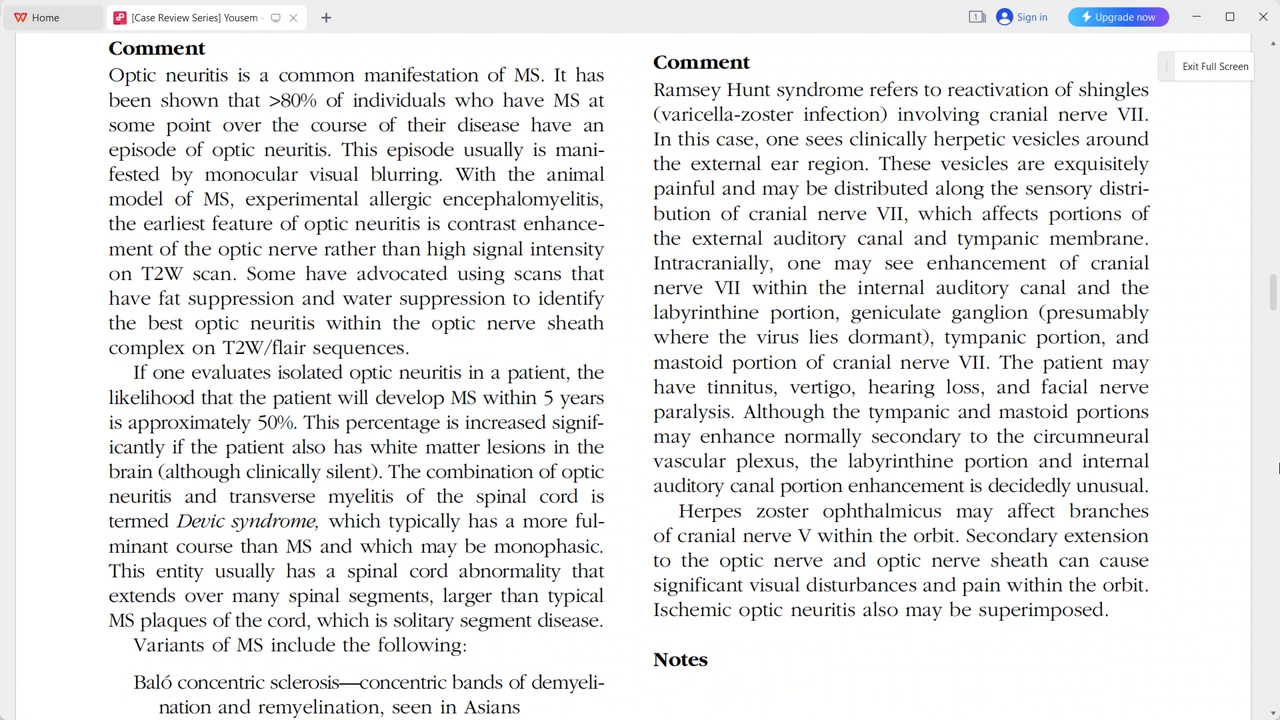 Home
[Case Review Series] Yousem -
1
Sign in
Upgrade now
Exit Full Screen
Comment
Optic neuritis is a common manifestation of MS. It has
been shown that >80% of individuals who have MS at
some point over the course of their disease have an
episode of optic neuritis. This episode usually is mani-
fested by monocular visual blurring. With the animal
model of MS, experimental allergic encephalomyelitis,
the earliest feature of optic neuritis is contrast enhance-
ment of the optic nerve rather than high signal intensity
on T2W scan. Some have advocated using scans that
have fat suppression and water suppression to identify
the best optic neuritis within the optic nerve sheath
complex on T2W/flair sequences.
If one evaluates isolated optic neuritis in a patient, the
likelihood that the patient will develop MS within 5 years
is approximately 50%. This percentage is increased signif-
icantly if the patient also has white matter lesions in the
brain (although clinically silent). The combination of optic
neuritis and transverse myelitis of the spinal cord is
termed Devic syndrome, which typically has a more ful-
minant course than MS and which may be monophasic.
This entity usually has a spinal cord abnormality that
extends over many spinal segments, larger than typical
MS plaques of the cord, which is solitary segment disease.
Variants of MS include the following:
Baló concentric sclerosis—concentric bands of demyeli-
nation and remyelination, seen in Asians
Comment
Ramsey Hunt syndrome refers to reactivation of shingles
(varicella-zoster infection) involving cranial nerve VII.
In this case, one sees clinically herpetic vesicles around
the external ear region. These vesicles are exquisitely
painful and may be distributed along the sensory distri-
bution of cranial nerve VII, which affects portions of
the external auditory canal and tympanic membrane.
Intracranially, one may see enhancement of cranial
nerve VII within the internal auditory canal and the
labyrinthine portion, geniculate ganglion (presumably
where the virus lies dormant), tympanic portion, and
mastoid portion of cranial nerve VII. The patient may
have tinnitus, vertigo, hearing loss, and facial nerve
paralysis. Although the tympanic and mastoid portions
may enhance normally secondary to the circumneural
vascular plexus, the labyrinthine portion and internal
auditory canal portion enhancement is decidedly unusual.
Herpes zoster ophthalmicus may affect branches
of cranial nerve V within the orbit. Secondary extension
to the optic nerve and optic nerve sheath can cause
significant visual disturbances and pain within the orbit.
Ischemic optic neuritis also may be superimposed.
Notes